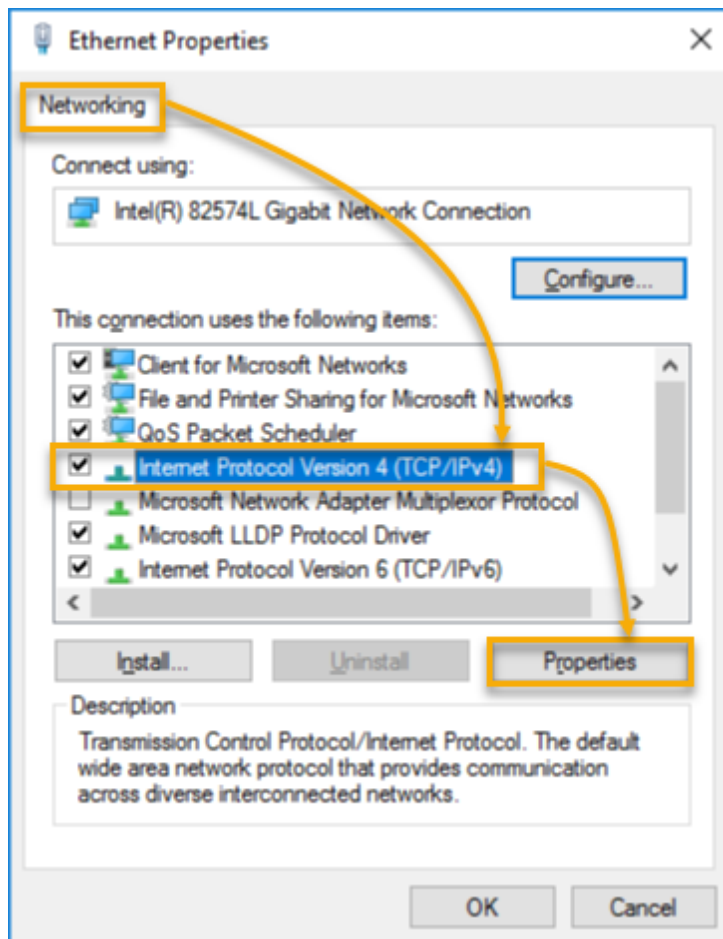 Ethernet Properties
Networking
Connect using:
Intel(R) 82574L Gigabit Network Connection
Configure...
This connection uses the following items:
Client for Microsoft Networks
File and Printer Sharing for Microsoft Networks
QoS Packet Scheduler
Internet Protocol Version 4 (TCP/IPv4)
Microsoft Network Adapter Multiplexor Protocol
Microsoft LLDP Protocol Driver
Internet Protocol Version 6 (TCP/IPv6)
Install...
Uninstall
Properties
Description
Transmission Control Protocol/Internet Protocol. The default
wide area network protocol that provides communication
across diverse interconnected networks.
OK
Cancel